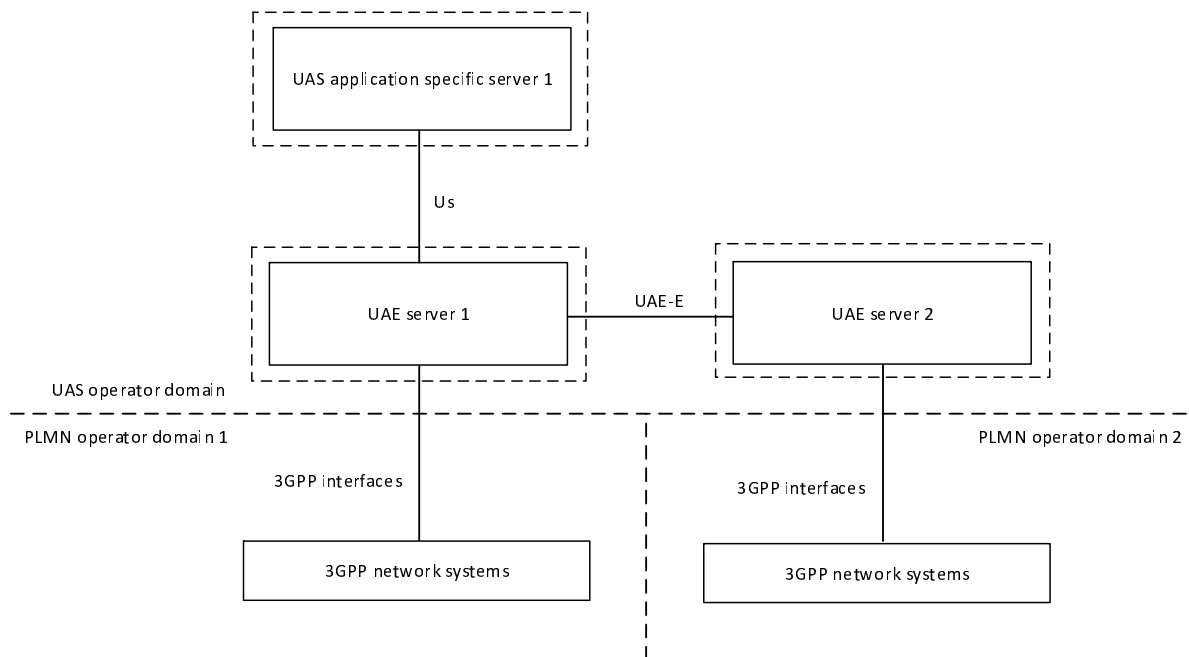 UAS application specific server 1
Us
UAE-E
UAE server 1
UAE server 2
UAS operator domain
PLMN operator domain 1
PLMN operator domain 2
3GPP interfaces
3GPP interfaces
3GPP network systems
3GPP network systems